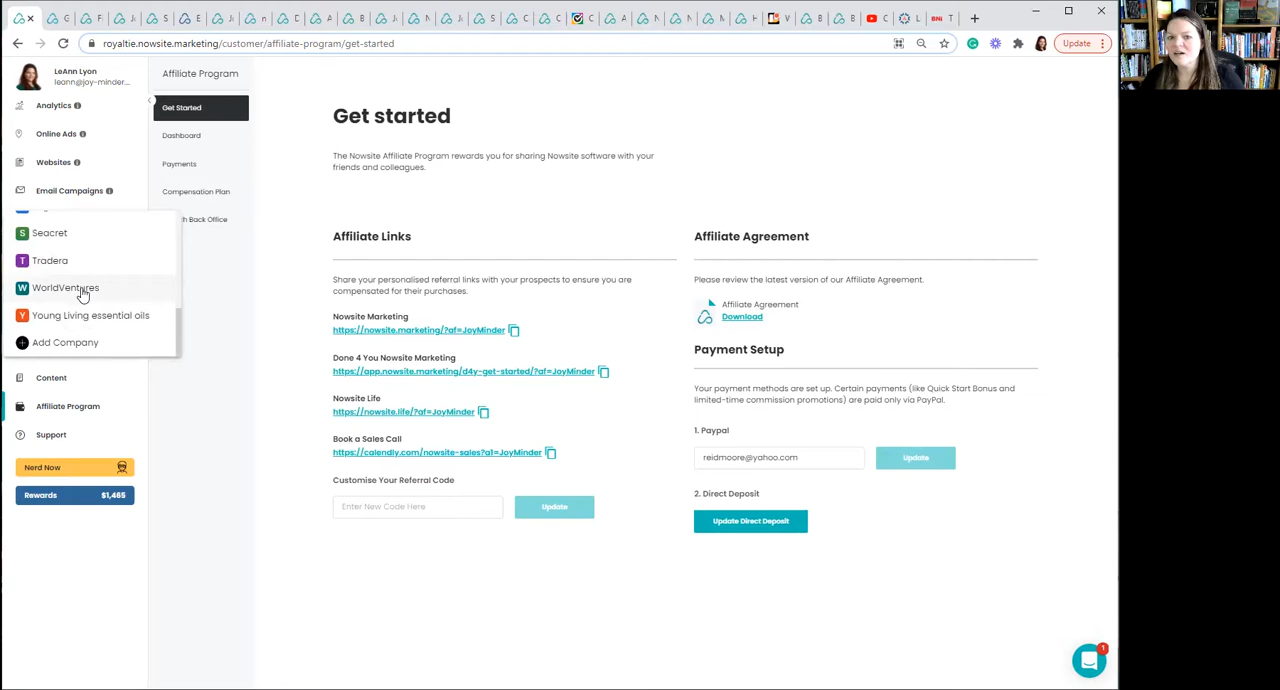 royaltie.nowsite.marketing/customer/affiliate-program/get-started
Update
LeAnn Lyon
leann@joy-minder...
Analytics
Online Ads
Websites
Email Campaigns
S Seacret
T Tradera
W WorldVentures
Y Young Living essential oils
Add Company
Content
Affiliate Program
Support
Nerd Now
Rewards $1,465
Affiliate Program
Get Started
Dashboard
Payments
Compensation Plan
Back Office
Get started
The Nowsite Affiliate Program rewards you for sharing Nowsite software with your
friends and colleagues.
Affiliate Links
Share your personalised referral links with your prospects to ensure you are
compensated for their purchases.
Nowsite Marketing
https://nowsite.marketing/?af=JoyMinder
Done 4 You Nowsite Marketing
https://app.nowsite.marketing/d4y-get-started/?af=JoyMinder
Nowsite Life
https://nowsite.life/?af=JoyMinder
Book a Sales Call
https://calendly.com/nowsite-sales?a1=JoyMinder
Customise Your Referral Code
Enter New Code Here
Update
Affiliate Agreement
Please review the latest version of our Affiliate Agreement.
Affiliate Agreement
Download
Payment Setup
Your payment methods are set up. Certain payments (like Quick Start Bonus and
limited-time commission promotions) are paid only via PayPal.
1. Paypal
reidmoore@yahoo.com
Update
2. Direct Deposit
Update Direct Deposit
1